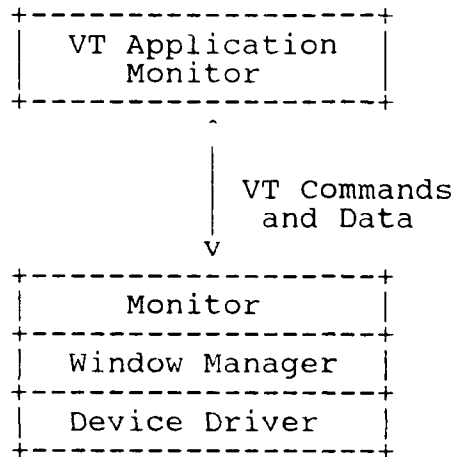 VT Application
Monitor
VT Commands
and Data
Monitor
Window Manager
Device Driver